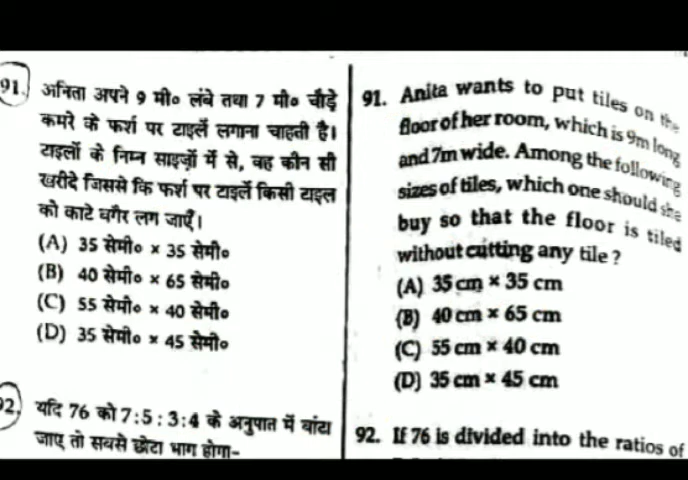 91. अनिता अपने 9 मी० लंबे तथा 7 मी० चौड़े
कमरे के फर्श पर टाइलें लगाना चाहती है।
टाइलों के निम्न साइज़ों में से, वह कौन सी
खरीदे जिससे कि फर्श पर टाइलें किसी टाइल
को काटे बगैर लग जाएँ।
(A) 35 सेमी० × 35 सेमी०
(B) 40 सेमी० × 65 सेमी०
(C) 55 सेमी० × 40 सेमी०
(D) 35 सेमी० × 45 सेमी०
92. यदि 76 को 7:5:3:4 के अनुपात में बांटा
जाए तो सबसे छोटा भाग होगा-
91. Anita wants to put tiles on the
floor of her room, which is 9m long
and 7m wide. Among the following
sizes of tiles, which one should she
buy so that the floor is tiled
without cutting any tile ?
(A) 35 cm × 35 cm
(B) 40 cm × 65 cm
(C) 55 cm × 40 cm
(D) 35 cm × 45 cm
92. If 76 is divided into the ratios of